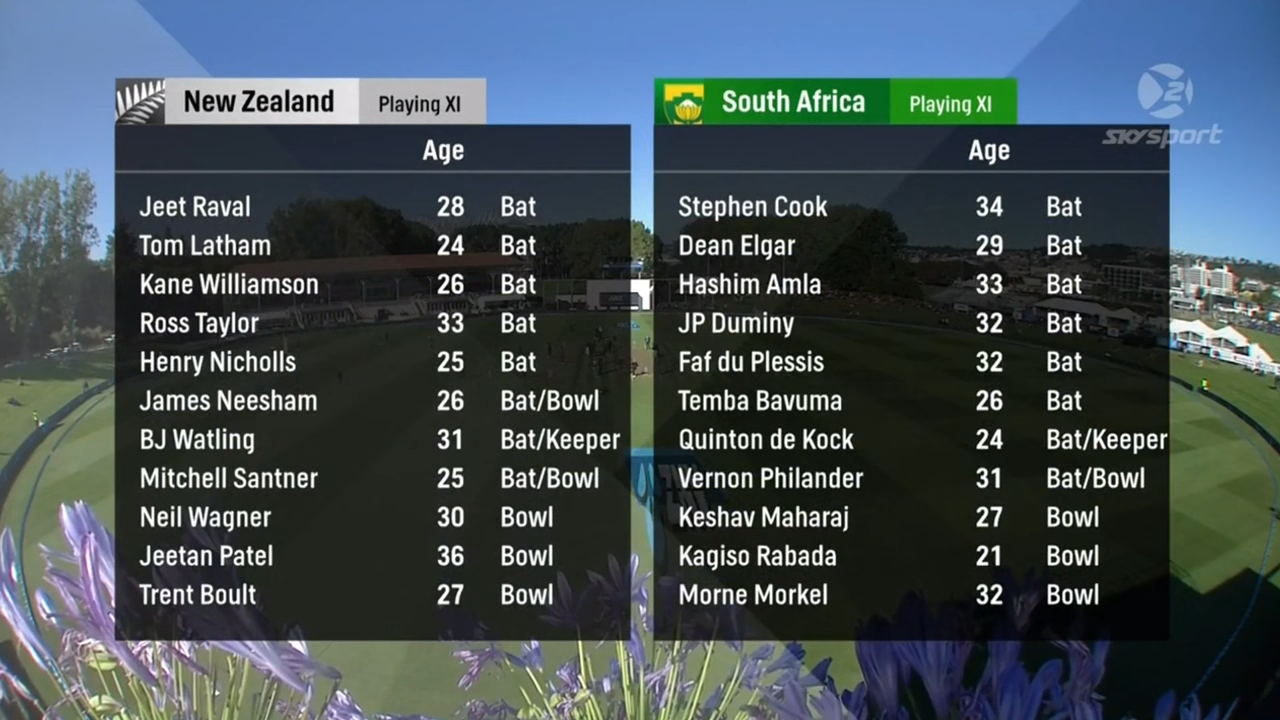 New Zealand Playing XI
Age
Jeet Raval 28 Bat
Tom Latham 24 Bat
Kane Williamson 26 Bat
Ross Taylor 33 Bat
Henry Nicholls 25 Bat
James Neesham 26 Bat/Bowl
BJ Watling 31 Bat/Keeper
Mitchell Santner 25 Bat/Bowl
Neil Wagner 30 Bowl
Jeetan Patel 36 Bowl
Trent Boult 27 Bowl
South Africa Playing XI
Age
Stephen Cook 34 Bat
Dean Elgar 29 Bat
Hashim Amla 33 Bat
JP Duminy 32 Bat
Faf du Plessis 32 Bat
Temba Bavuma 26 Bat
Quinton de Kock 24 Bat/Keeper
Vernon Philander 31 Bat/Bowl
Keshav Maharaj 27 Bowl
Kagiso Rabada 21 Bowl
Morne Morkel 32 Bowl
2
sky sport